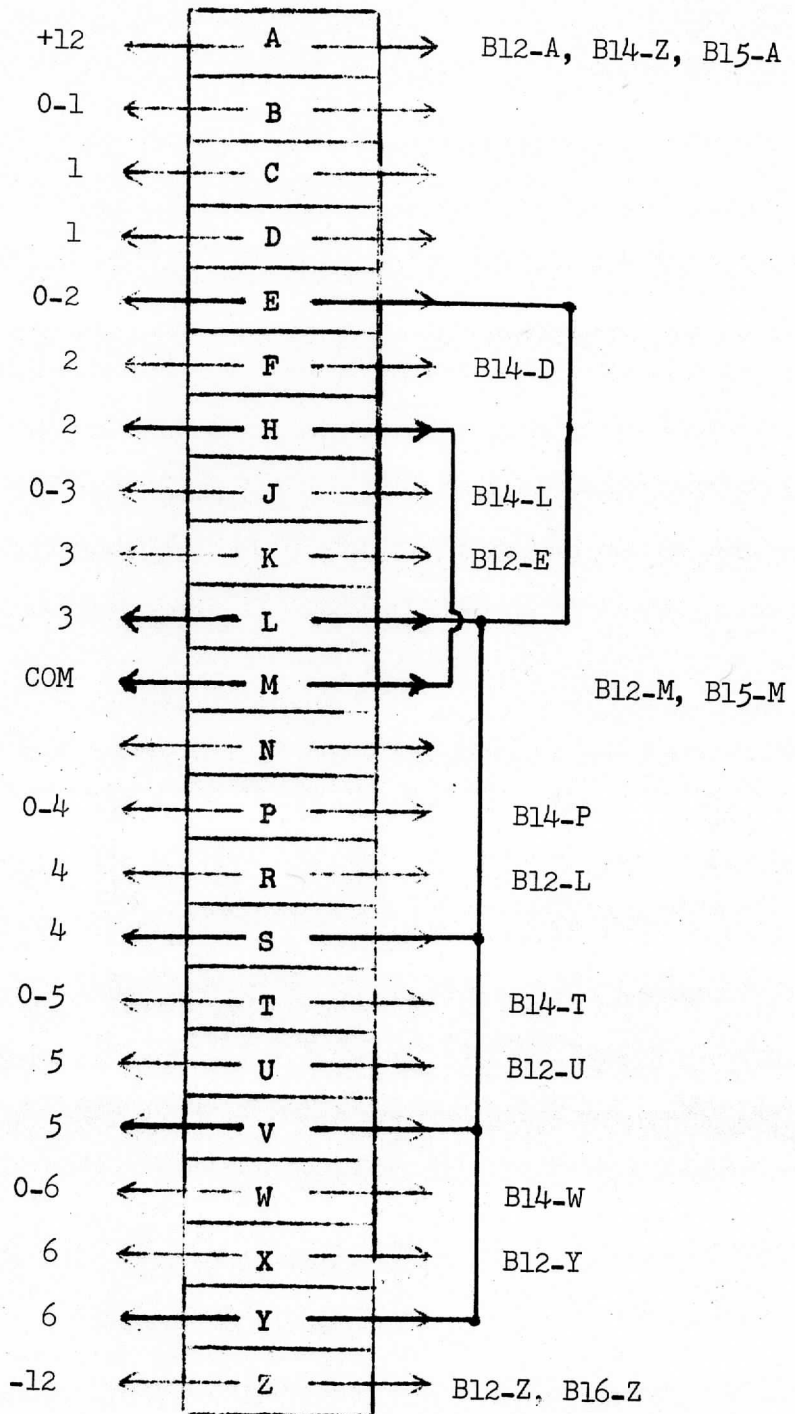 +12 A B12-A, B14-Z, B15-A
0-1 B
1 C
1 D
0-2 E
2 F B14-D
2 H
0-3 J B14-L
3 K B12-E
3 L
COM M B12-M, B15-M
N
0-4 P B14-P
4 R B12-L
4 S
0-5 T B14-T
5 U B12-U
5 V
0-6 W B14-W
6 X B12-Y
6 Y
-12 Z B12-Z, B16-Z